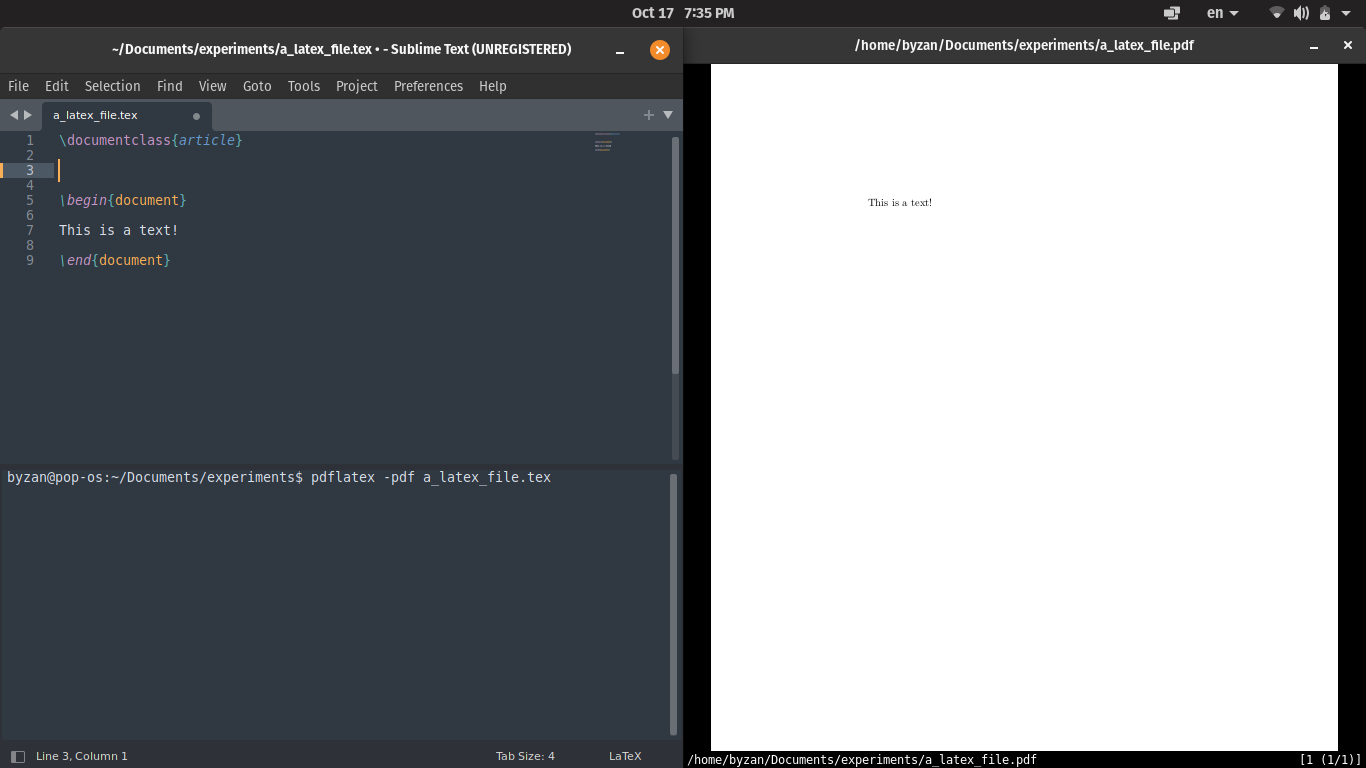 Oct 17 7:35 PM
en
~/Documents/experiments/a_latex_file.tex • - Sublime Text (UNREGISTERED)
File Edit Selection Find View Goto Tools Project Preferences Help
a_latex_file.tex
1 \documentclass{article}
2
3
4
5 \begin{document}
6
7 This is a text!
8
9 \end{document}
byzan@pop-os:~/Documents/experiments$ pdflatex -pdf a_latex_file.tex
Line 3, Column 1
Tab Size: 4
LaTeX
/home/byzan/Documents/experiments/a_latex_file.pdf
This is a text!
/home/byzan/Documents/experiments/a_latex_file.pdf [1 (1/1)]